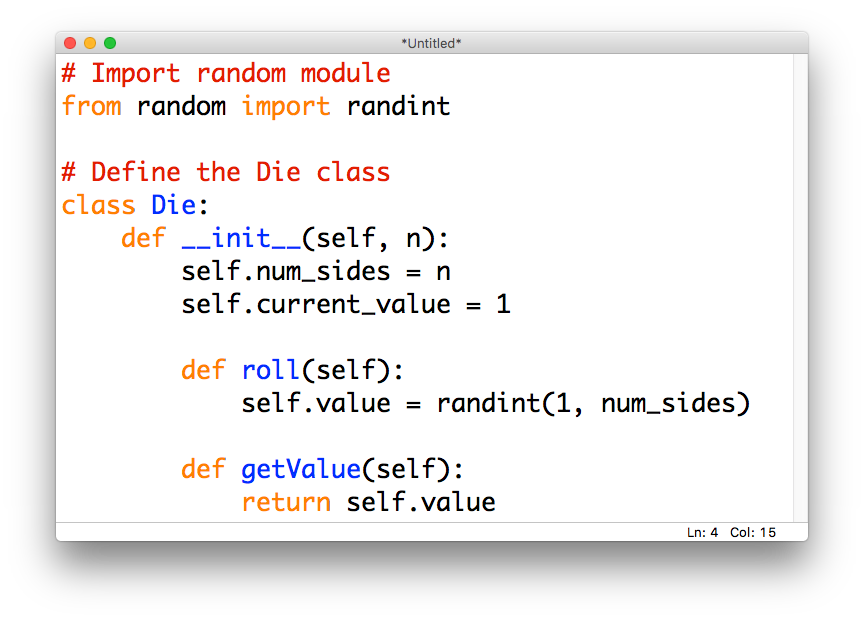 *Untitled*
# Import random module
from random import randint
# Define the Die class
class Die:
    def __init__(self, n):
        self.num_sides = n
        self.current_value = 1
        def roll(self):
            self.value = randint(1, num_sides)
        def getValue(self):
            return self.value
Ln: 4 Col: 15